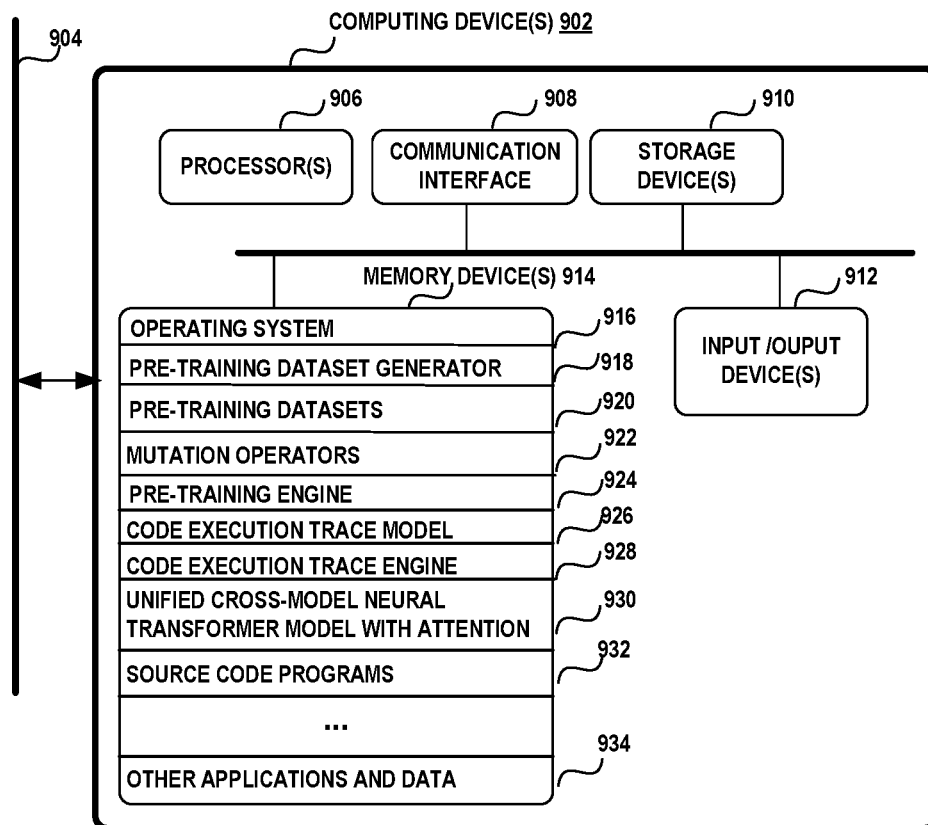 COMPUTING DEVICE(S) 902
904
906
908
910
PROCESSOR(S)
COMMUNICATION
INTERFACE
STORAGE
DEVICE(S)
MEMORY DEVICE(S) 914
912
INPUT /OUPUT
DEVICE(S)
OPERATING SYSTEM
916
PRE-TRAINING DATASET GENERATOR
918
PRE-TRAINING DATASETS
920
MUTATION OPERATORS
922
PRE-TRAINING ENGINE
924
CODE EXECUTION TRACE MODEL
926
CODE EXECUTION TRACE ENGINE
928
UNIFIED CROSS-MODEL NEURAL
TRANSFORMER MODEL WITH ATTENTION
930
SOURCE CODE PROGRAMS
932
...
OTHER APPLICATIONS AND DATA
934